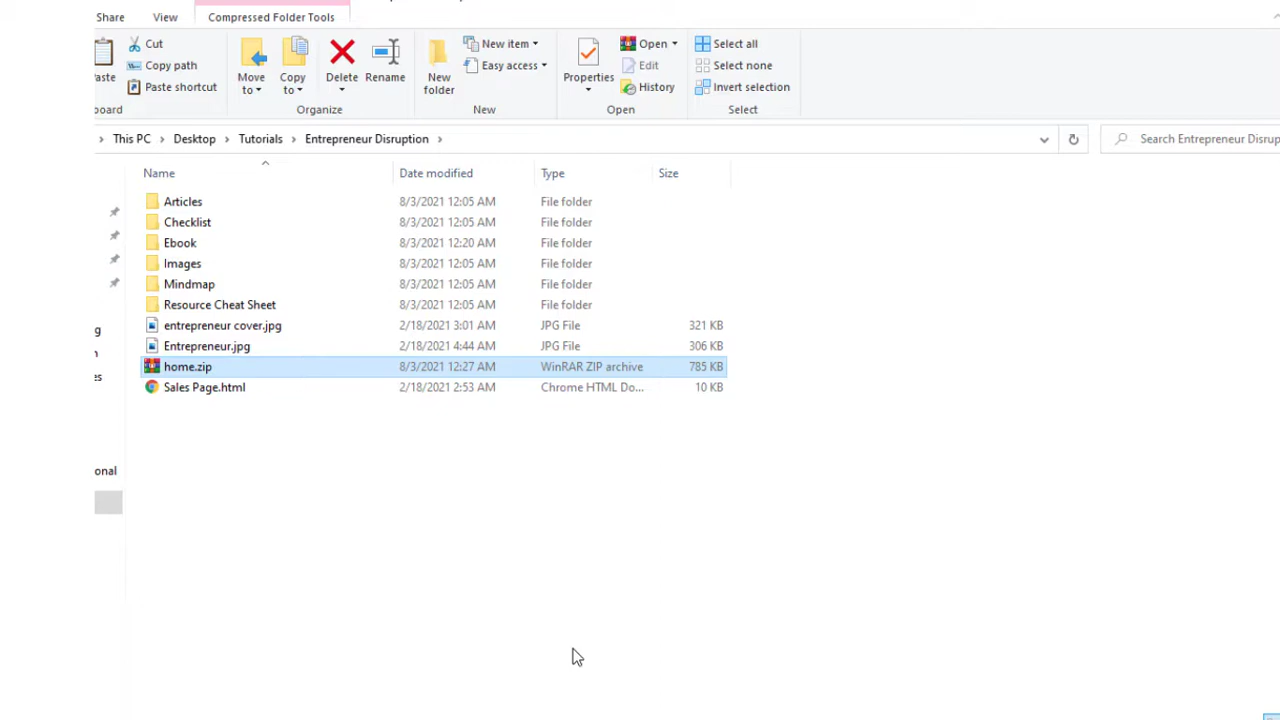 Share View Compressed Folder Tools
Cut
Copy path
Paste shortcut
Move to
Copy to
Delete
Rename
Organize
New folder
New item
Easy access
New
Properties
Open
Edit
History
Open
Select all
Select none
Invert selection
Select
This PC > Desktop > Tutorials > Entrepreneur Disruption >
Search Entrepreneur Disrup
Name Date modified Type Size
Articles 8/3/2021 12:05 AM File folder
Checklist 8/3/2021 12:05 AM File folder
Ebook 8/3/2021 12:20 AM File folder
Images 8/3/2021 12:05 AM File folder
Mindmap 8/3/2021 12:05 AM File folder
Resource Cheat Sheet 8/3/2021 12:05 AM File folder
entrepreneur cover.jpg 2/18/2021 3:01 AM JPG File 321 KB
Entrepreneur.jpg 2/18/2021 4:44 AM JPG File 306 KB
home.zip 8/3/2021 12:27 AM WinRAR ZIP archive 785 KB
Sales Page.html 2/18/2021 2:53 AM Chrome HTML Do... 10 KB
onal